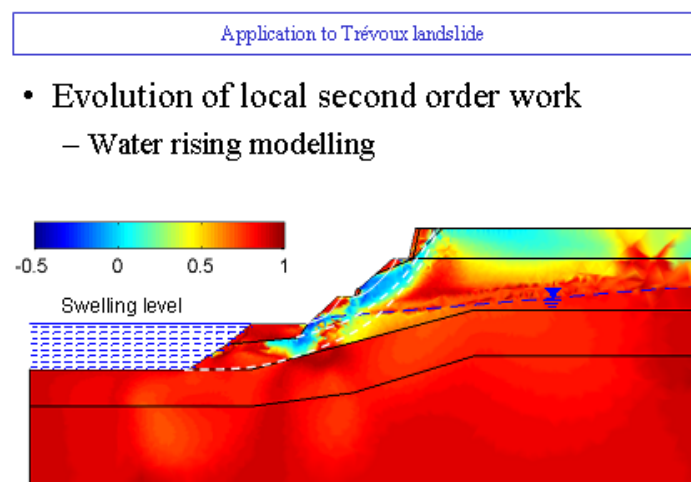 Application to Trévoux landslide
• Evolution of local second order work
– Water rising modelling
-0.5 0 0.5 1
Swelling level